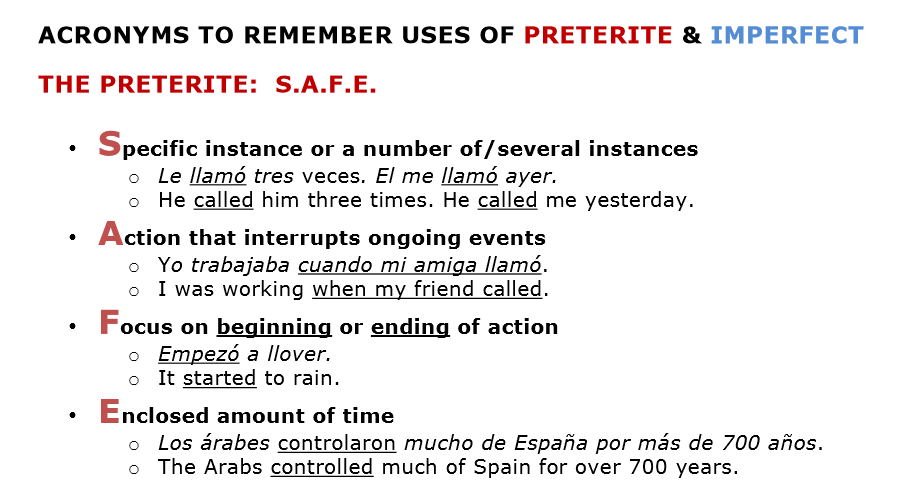 ACRONYMS TO REMEMBER USES OF PRETERITE & IMPERFECT
THE PRETERITE: S.A.F.E.
• Specific instance or a number of/several instances
o Le llamó tres veces. El me llamó ayer.
o He called him three times. He called me yesterday.
• Action that interrupts ongoing events
o Yo trabajaba cuando mi amiga llamó.
o I was working when my friend called.
• Focus on beginning or ending of action
o Empezó a llover.
o It started to rain.
• Enclosed amount of time
o Los árabes controlaron mucho de España por más de 700 años.
o The Arabs controlled much of Spain for over 700 years.